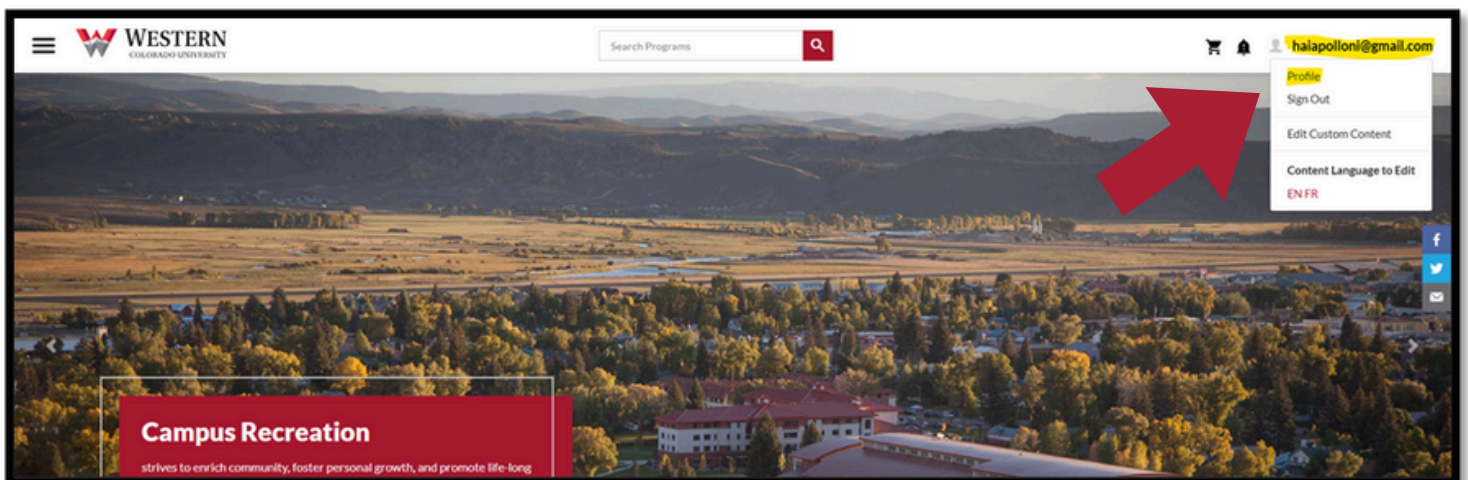 WESTERN
COLORADO UNIVERSITY
Search Programs
halapolloni@gmail.com
Profile
Sign Out
Edit Custom Content
Content Language to Edit
EN FR
Campus Recreation
strives to enrich community, foster personal growth, and promote life-long